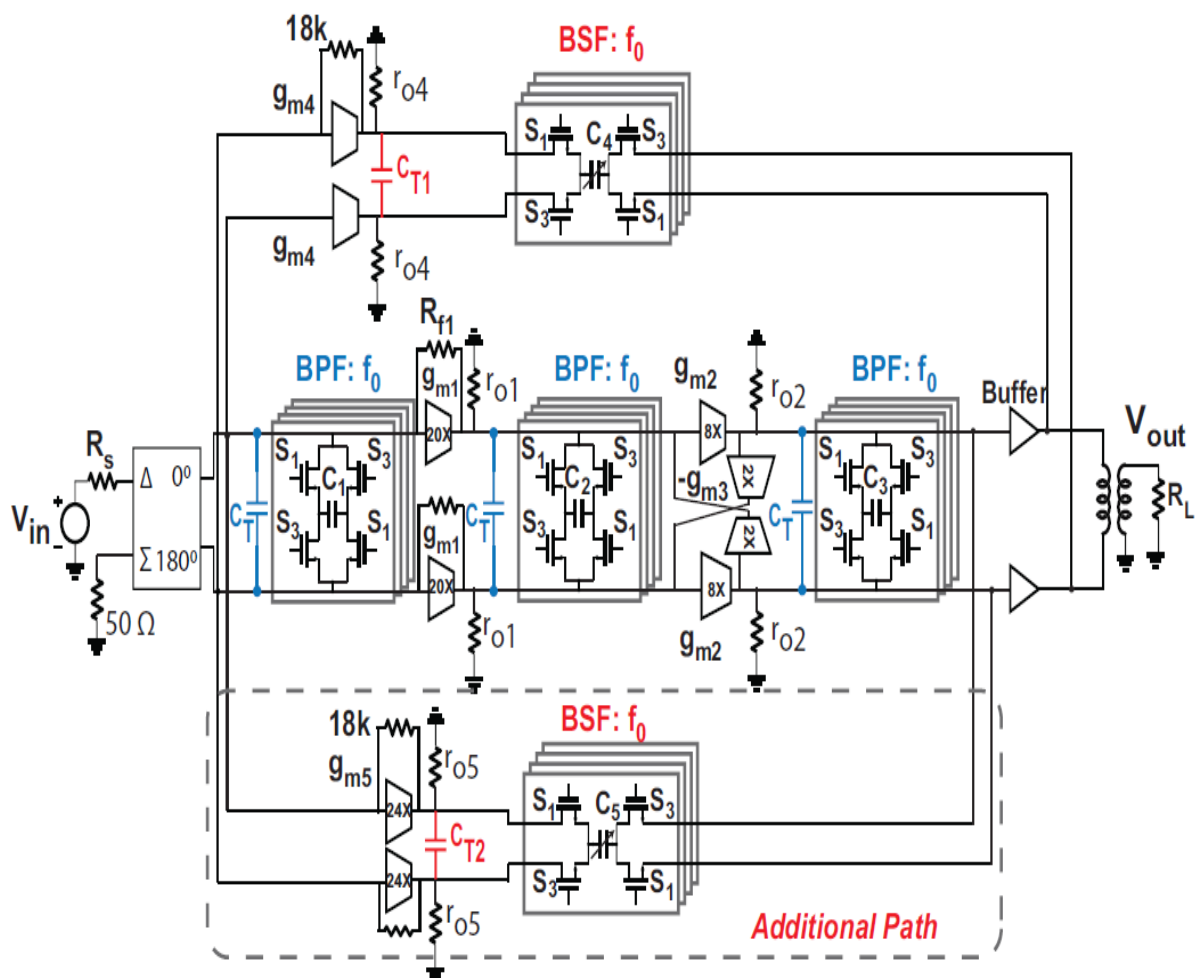 18k
BSF: f0
gm4
ro4
S1 C4 S3
CT1
S3 S1
gm4
ro4
Rf1
BPF: f0
gm1
ro1
BPF: f0
gm2
ro2
BPF: f0
Buffer
Vout
20X
8X
Rs
Δ 0⁰
S1 C1 S3
S1 C2 S3
-gm3
2X
S1 C3 S3
RL
Vin
+
-
CT
CT
CT
Σ 180⁰
S3 S1
gm1
S3 S1
2X
S3 S1
20X
8X
50 Ω
ro1
gm2
ro2
18k
BSF: f0
gm5
ro5
24X
S1 C5 S3
CT2
24X
S3 S1
ro5
Additional Path